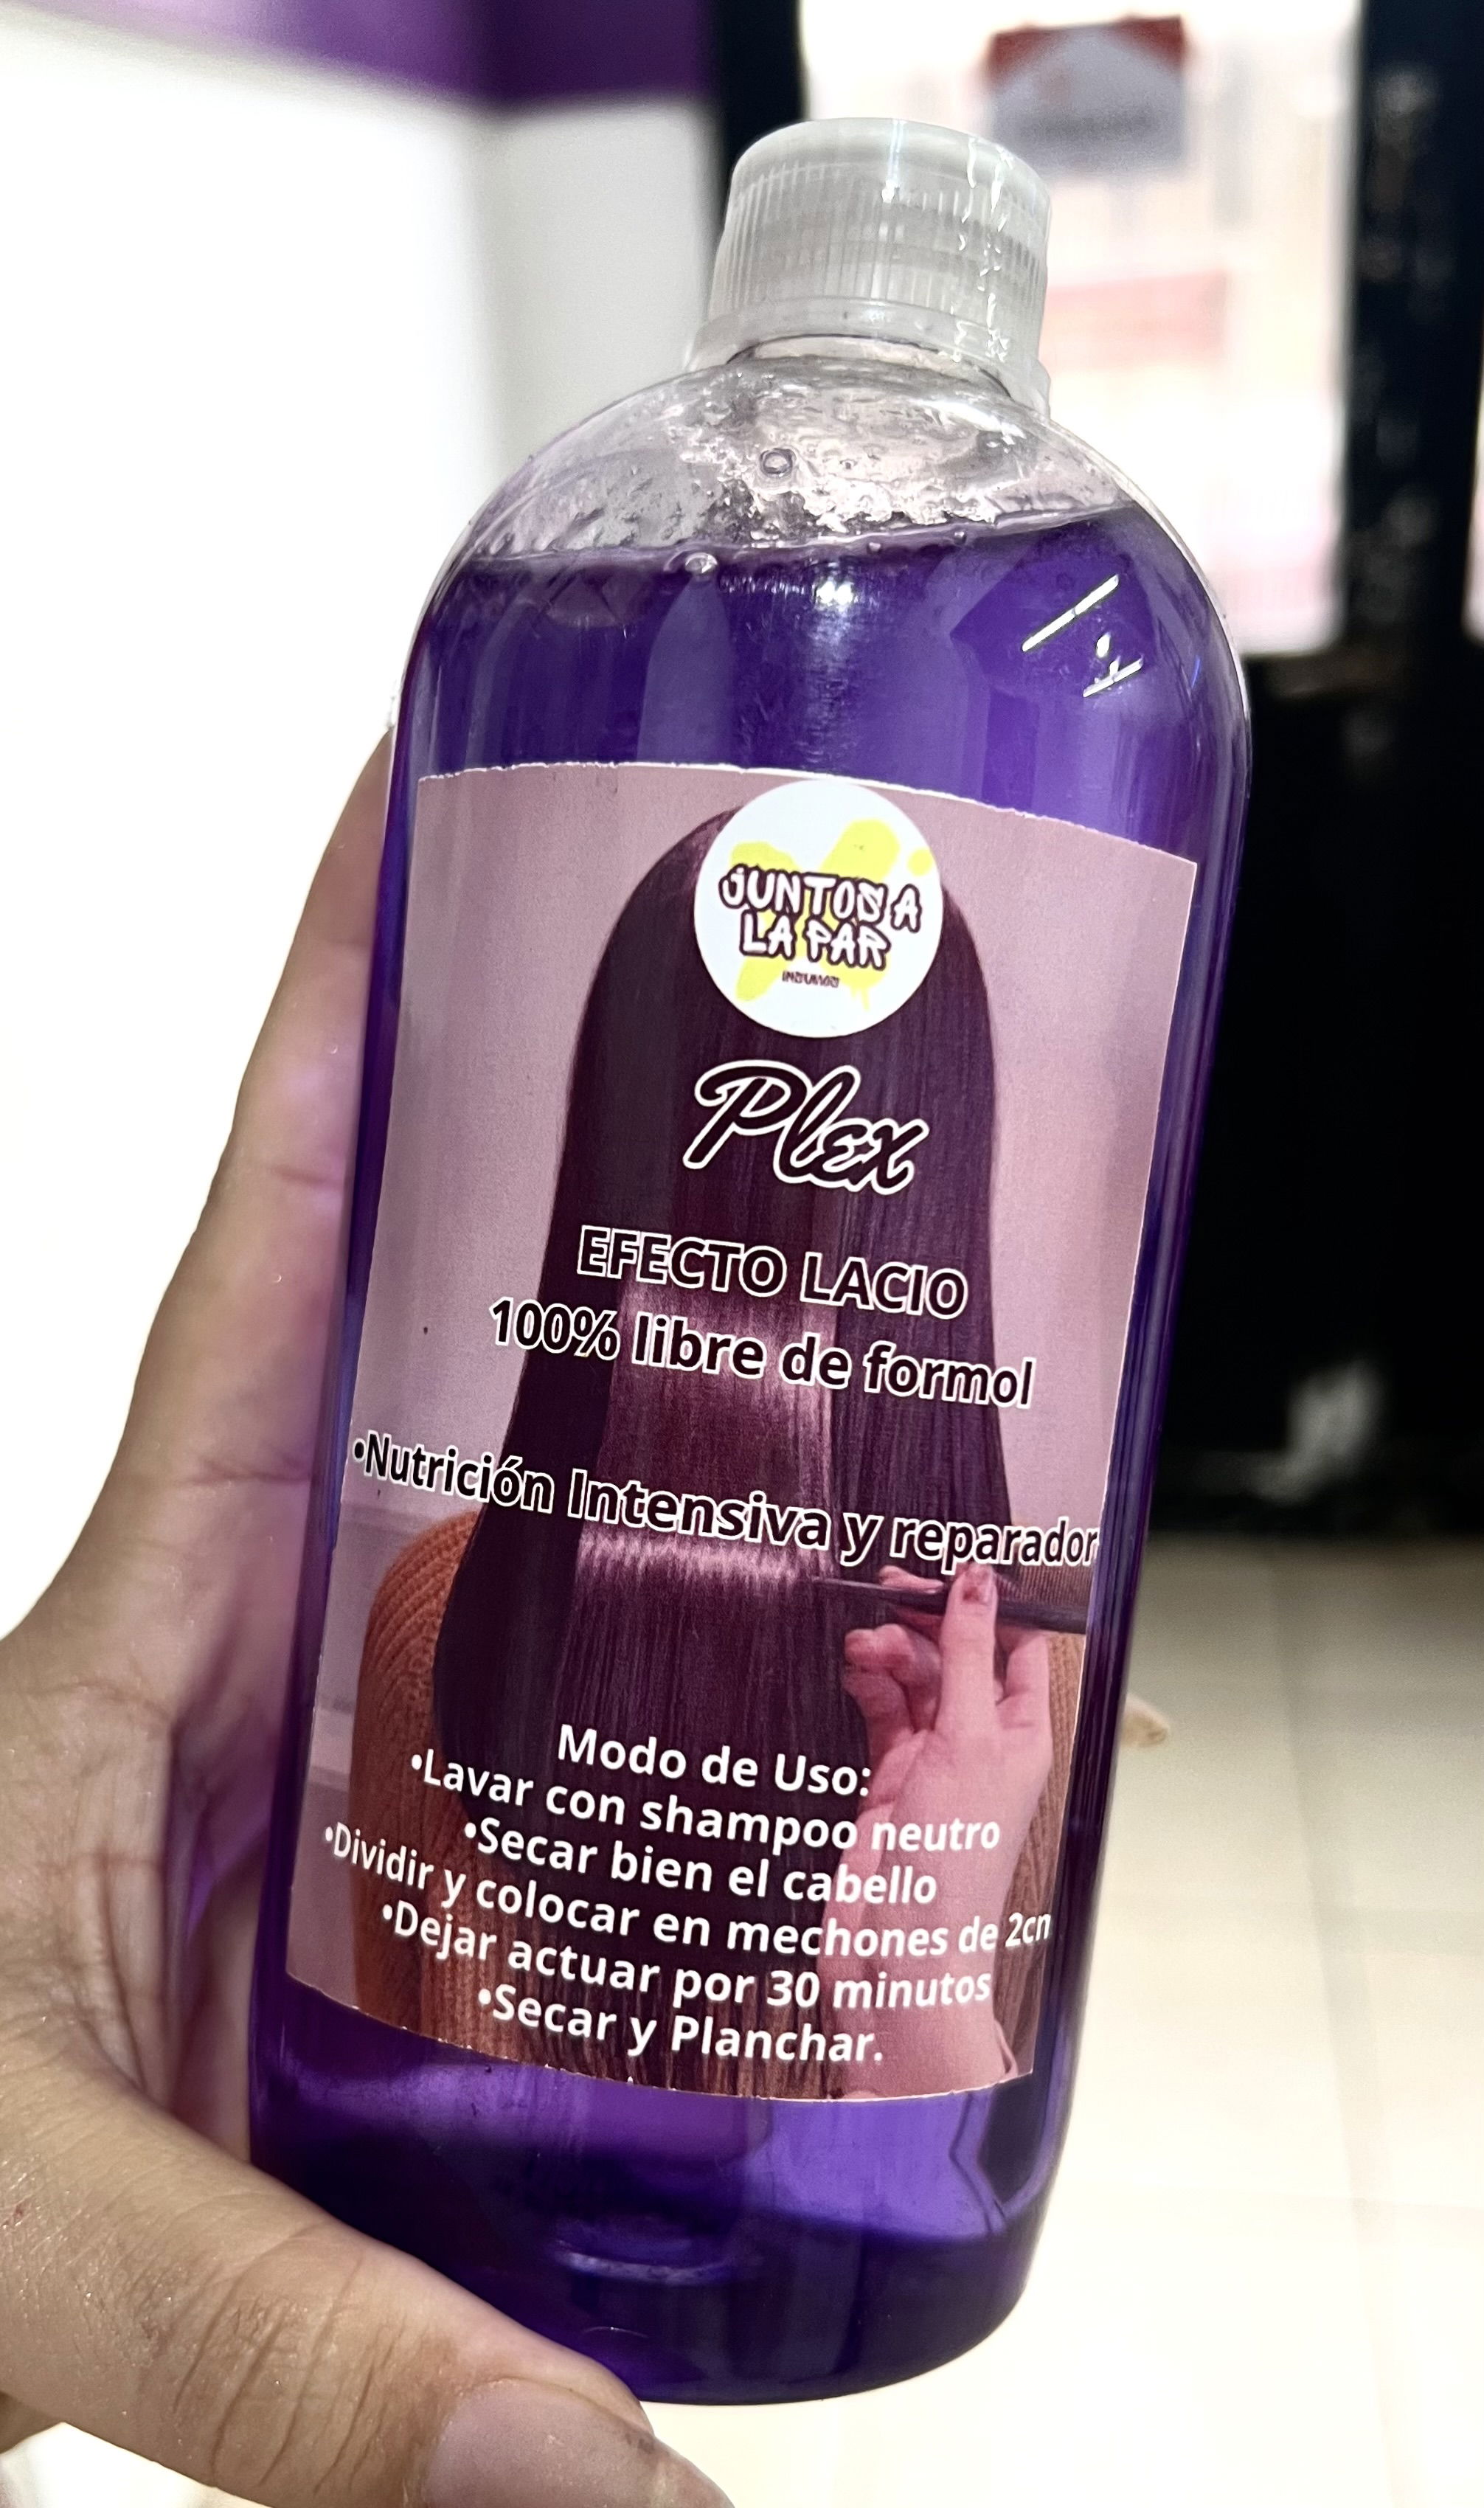 JUNTOS A
LA PAR
INSUMOS
Plex
EFECTO LACIO
100% libre de formol
•Nutrición Intensiva y reparador
Modo de Uso:
•Lavar con shampoo neutro
•Secar bien el cabello
•Dividir y colocar en mechones de 2cm
•Dejar actuar por 30 minutos
•Secar y Planchar.